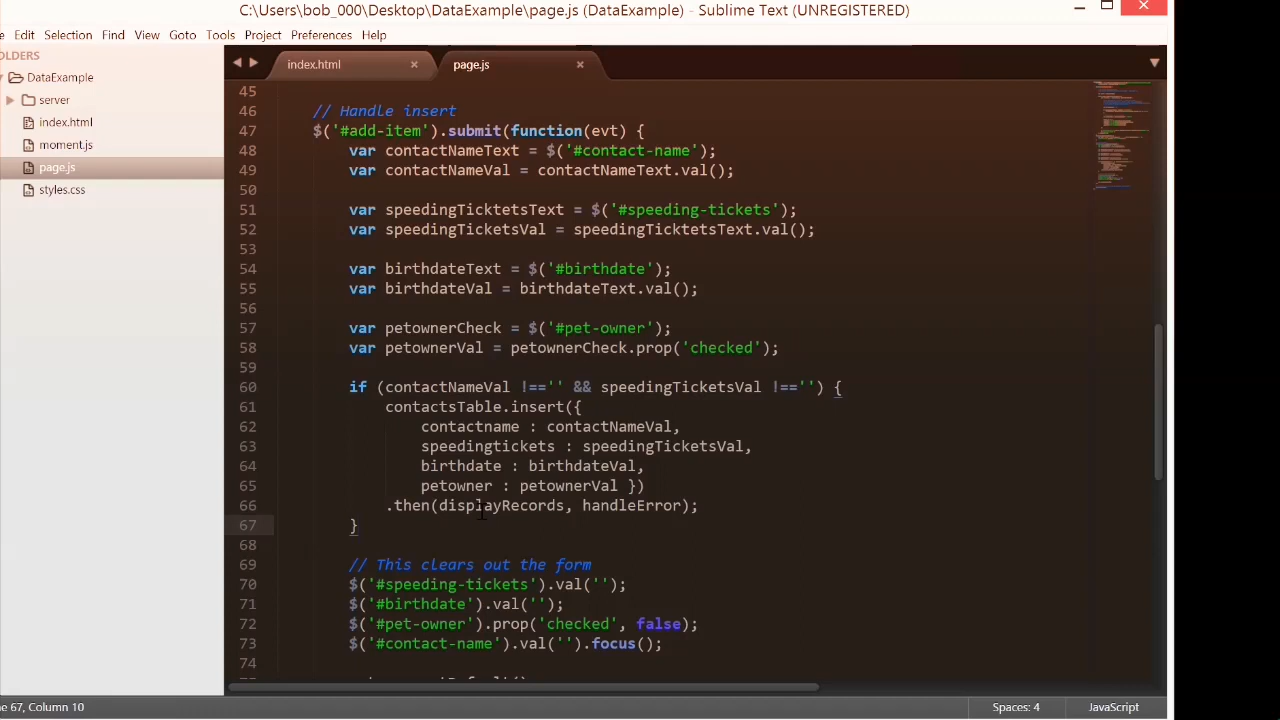 C:\Users\bob_000\Desktop\DataExample\page.js (DataExample) - Sublime Text (UNREGISTERED)
Edit Selection Find View Goto Tools Project Preferences Help
OLDERS
DataExample
server
index.html
moment.js
page.js
styles.css
index.html page.js
45
46 // Handle insert
47 $('#add-item').submit(function(evt) {
48 var contactNameText = $('#contact-name');
49 var contactNameVal = contactNameText.val();
50
51 var speedingTicktetsText = $('#speeding-tickets');
52 var speedingTicketsVal = speedingTicktetsText.val();
53
54 var birthdateText = $('#birthdate');
55 var birthdateVal = birthdateText.val();
56
57 var petownerCheck = $('#pet-owner');
58 var petownerVal = petownerCheck.prop('checked');
59
60 if (contactNameVal !=='' && speedingTicketsVal !=='') {
61 contactsTable.insert({
62 contactname : contactNameVal,
63 speedingtickets : speedingTicketsVal,
64 birthdate : birthdateVal,
65 petowner : petownerVal })
66 .then(displayRecords, handleError);
67 }
68
69 // This clears out the form
70 $('#speeding-tickets').val('');
71 $('#birthdate').val('');
72 $('#pet-owner').prop('checked', false);
73 $('#contact-name').val('').focus();
74
e 67, Column 10 Spaces: 4 JavaScript